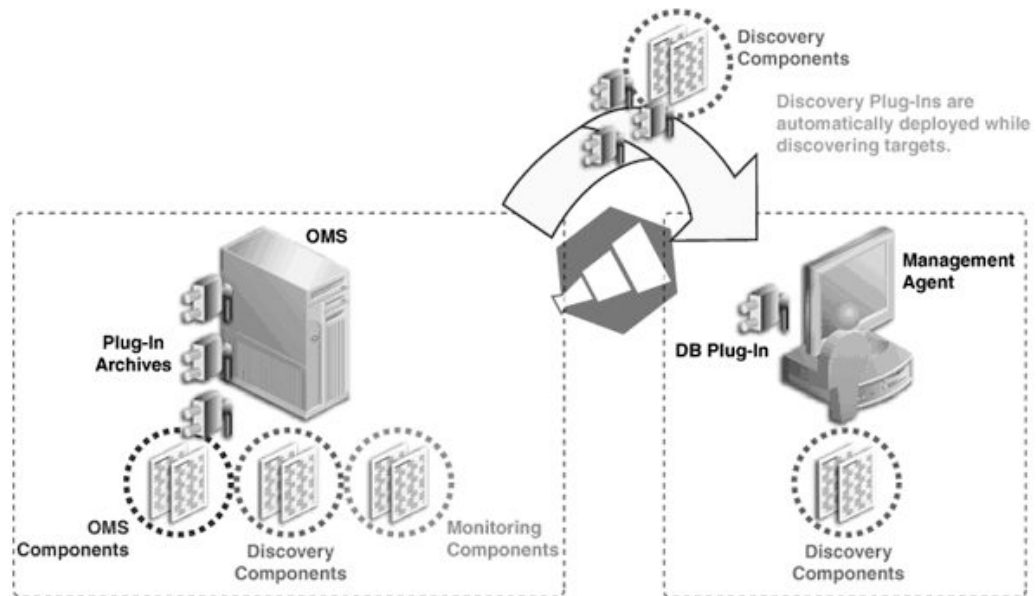 Discovery
Components
Discovery Plug-Ins are
automatically deployed while
discovering targets.
OMS
Plug-In
Archives
OMS
Components
Discovery
Components
Monitoring
Components
Management
Agent
DB Plug-In
Discovery
Components